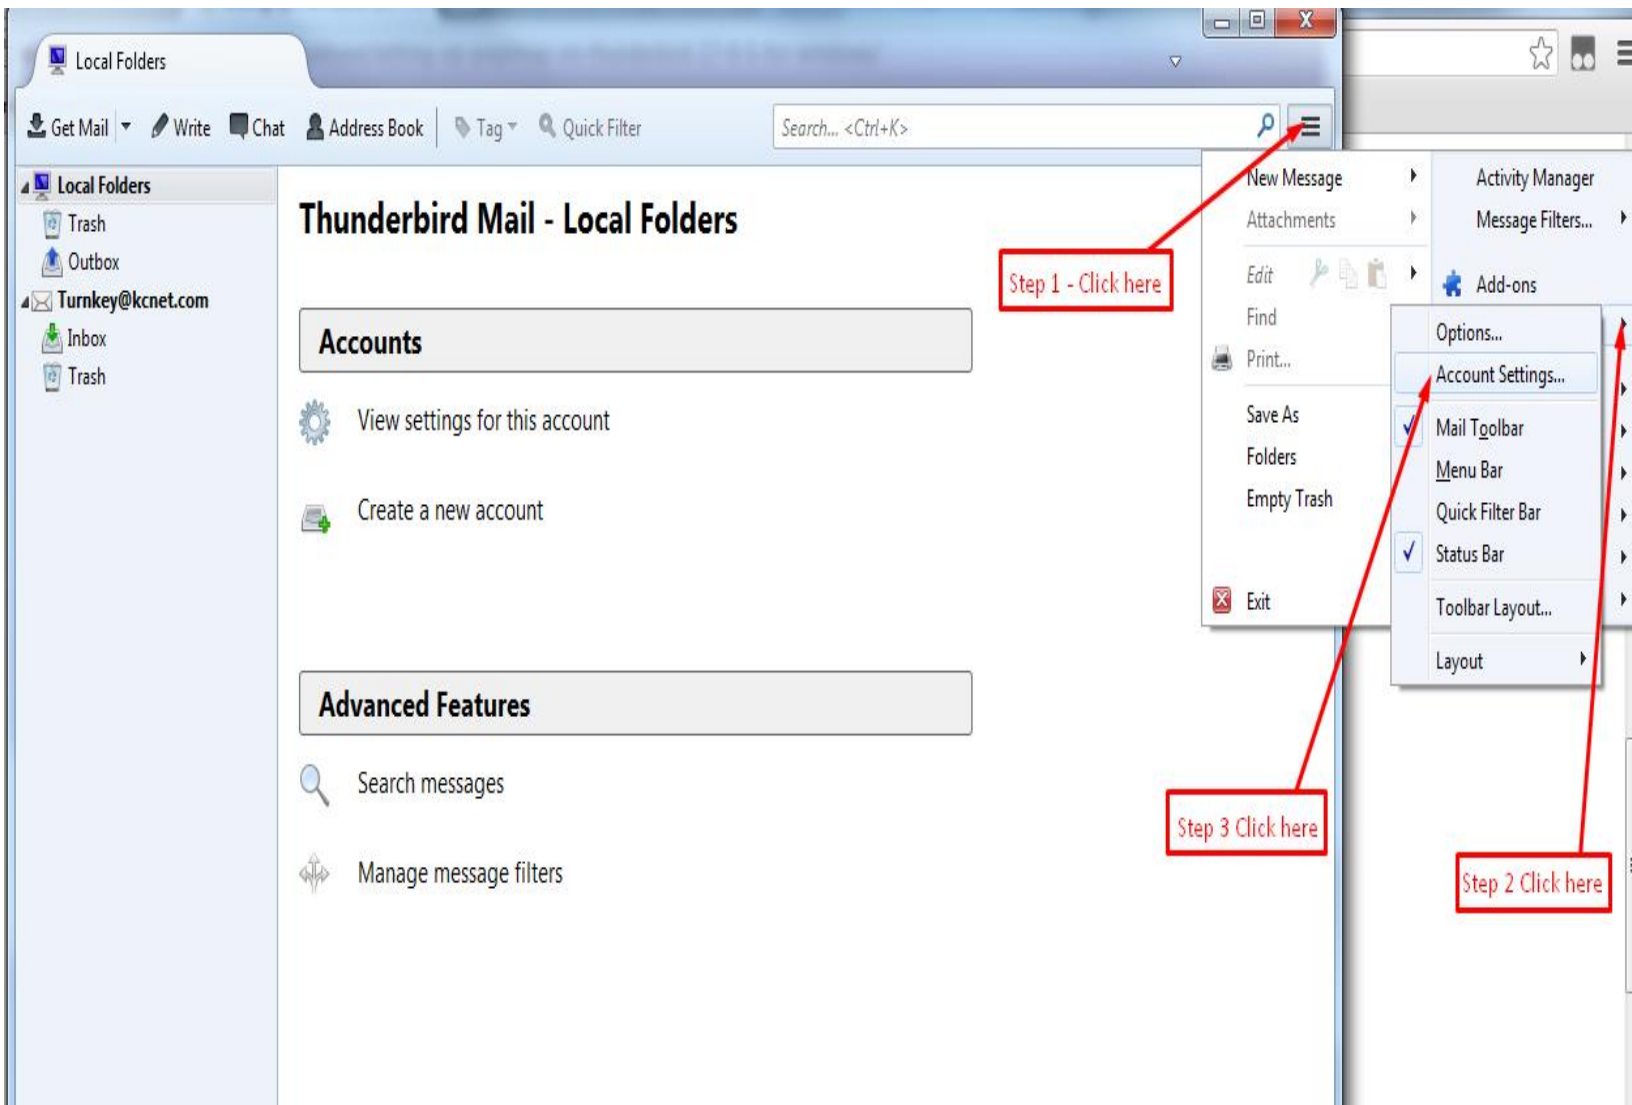 Local Folders
Get Mail Write Chat Address Book Tag Quick Filter Search... <Ctrl+K>
Local Folders
Trash
Outbox
Turnkey@kcnet.com
Inbox
Trash
Thunderbird Mail - Local Folders
Accounts
View settings for this account
Create a new account
Advanced Features
Search messages
Manage message filters
Step 1 - Click here
New Message
Attachments
Edit
Find
Print...
Save As
Folders
Empty Trash
Exit
Activity Manager
Message Filters...
Add-ons
Options...
Account Settings...
Mail Toolbar
Menu Bar
Quick Filter Bar
Status Bar
Toolbar Layout...
Layout
Step 3 Click here
Step 2 Click here